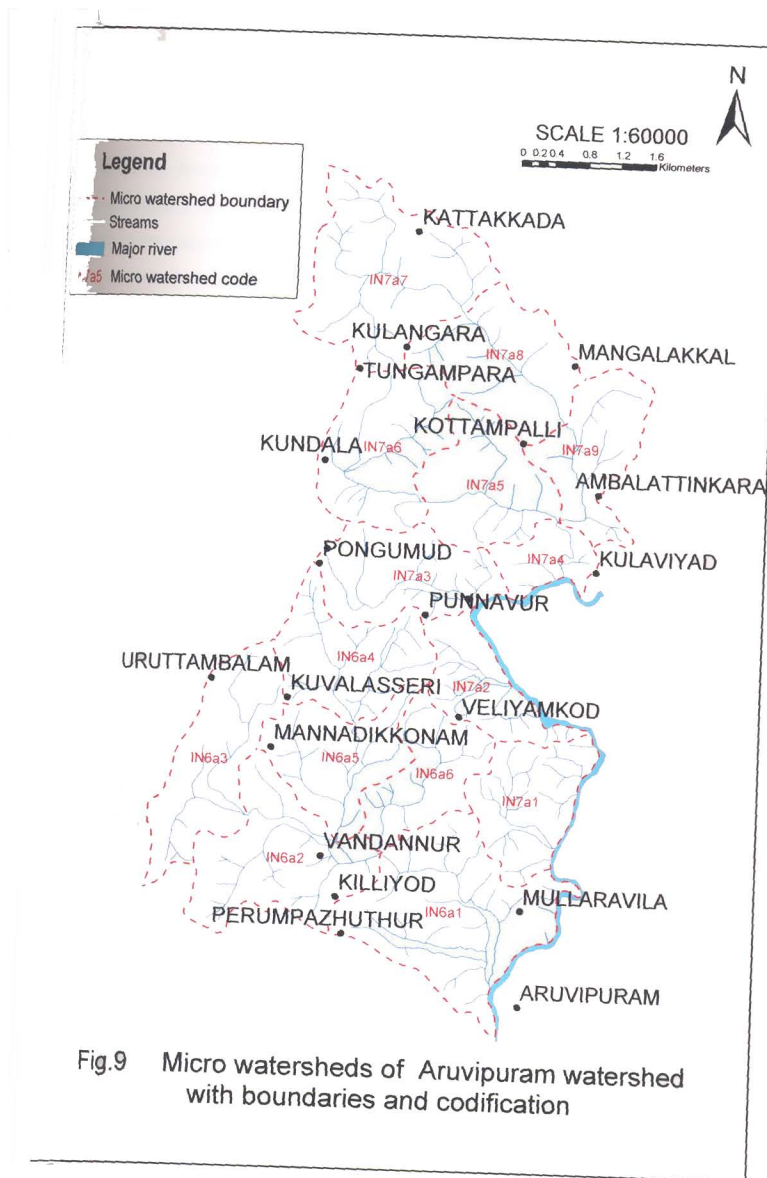 N
SCALE 1:60000
0 0.2 0.4 0.8 1.2 1.6
Kilometers
Legend
Micro watershed boundary
Streams
Major river
7a5 Micro watershed code
KATTAKKADA
IN7a7
KULANGARA
IN7a8
MANGALAKKAL
TUNGAMPARA
KOTTAMPALLI
KUNDALA
IN7a6
IN7a9
IN7a5
AMBALATTINKARA
PONGUMUD
IN7a4
KULAVIYAD
IN7a3
PUNNAVUR
URUTTAMBALAM
IN6a4
KUVALASSERI
IN7a2
VELIYAMKOD
MANNADIKKONAM
IN6a3
IN6a5
IN6a6
IN7a1
VANDANNUR
IN6a2
KILLIYOD
MULLARAVILA
PERUMPAZHUTHUR
IN6a1
ARUVIPURAM
Fig.9 Micro watersheds of Aruvipuram watershed
with boundaries and codification